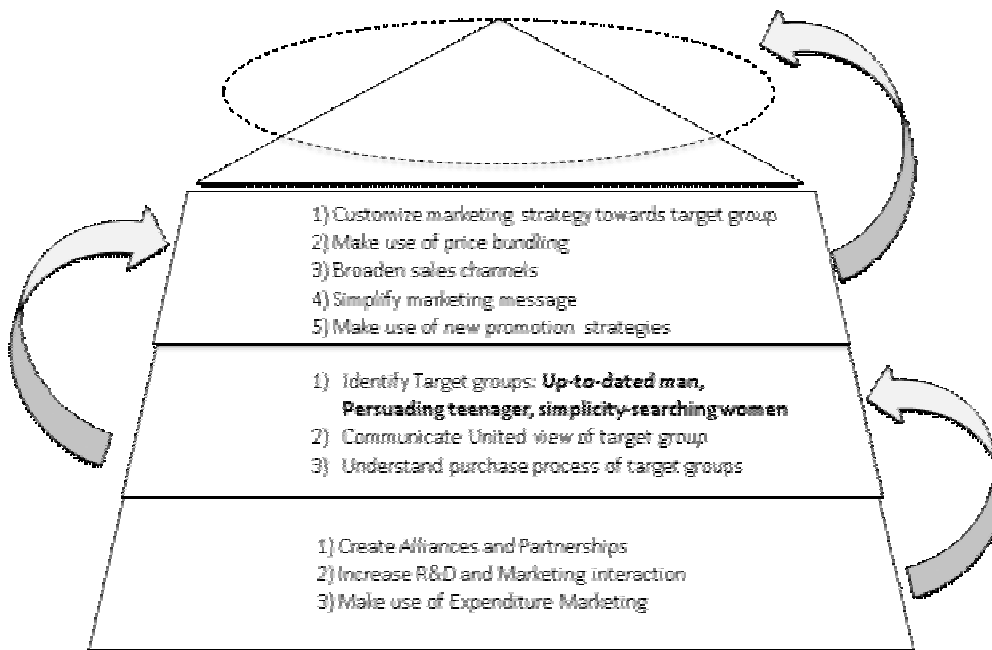 1) Customize marketing strategy towards target group
2) Make use of price bundling
3) Broaden sales channels
4) Simplify marketing message
5) Make use of new promotion strategies
1) Identify Target groups: Up-to-dated man,
Persuading teenager, simplicity-searching women
2) Communicate United view of target group
3) Understand purchase process of target groups
1) Create Alliances and Partnerships
2) Increase R&D and Marketing interaction
3) Make use of Expenditure Marketing